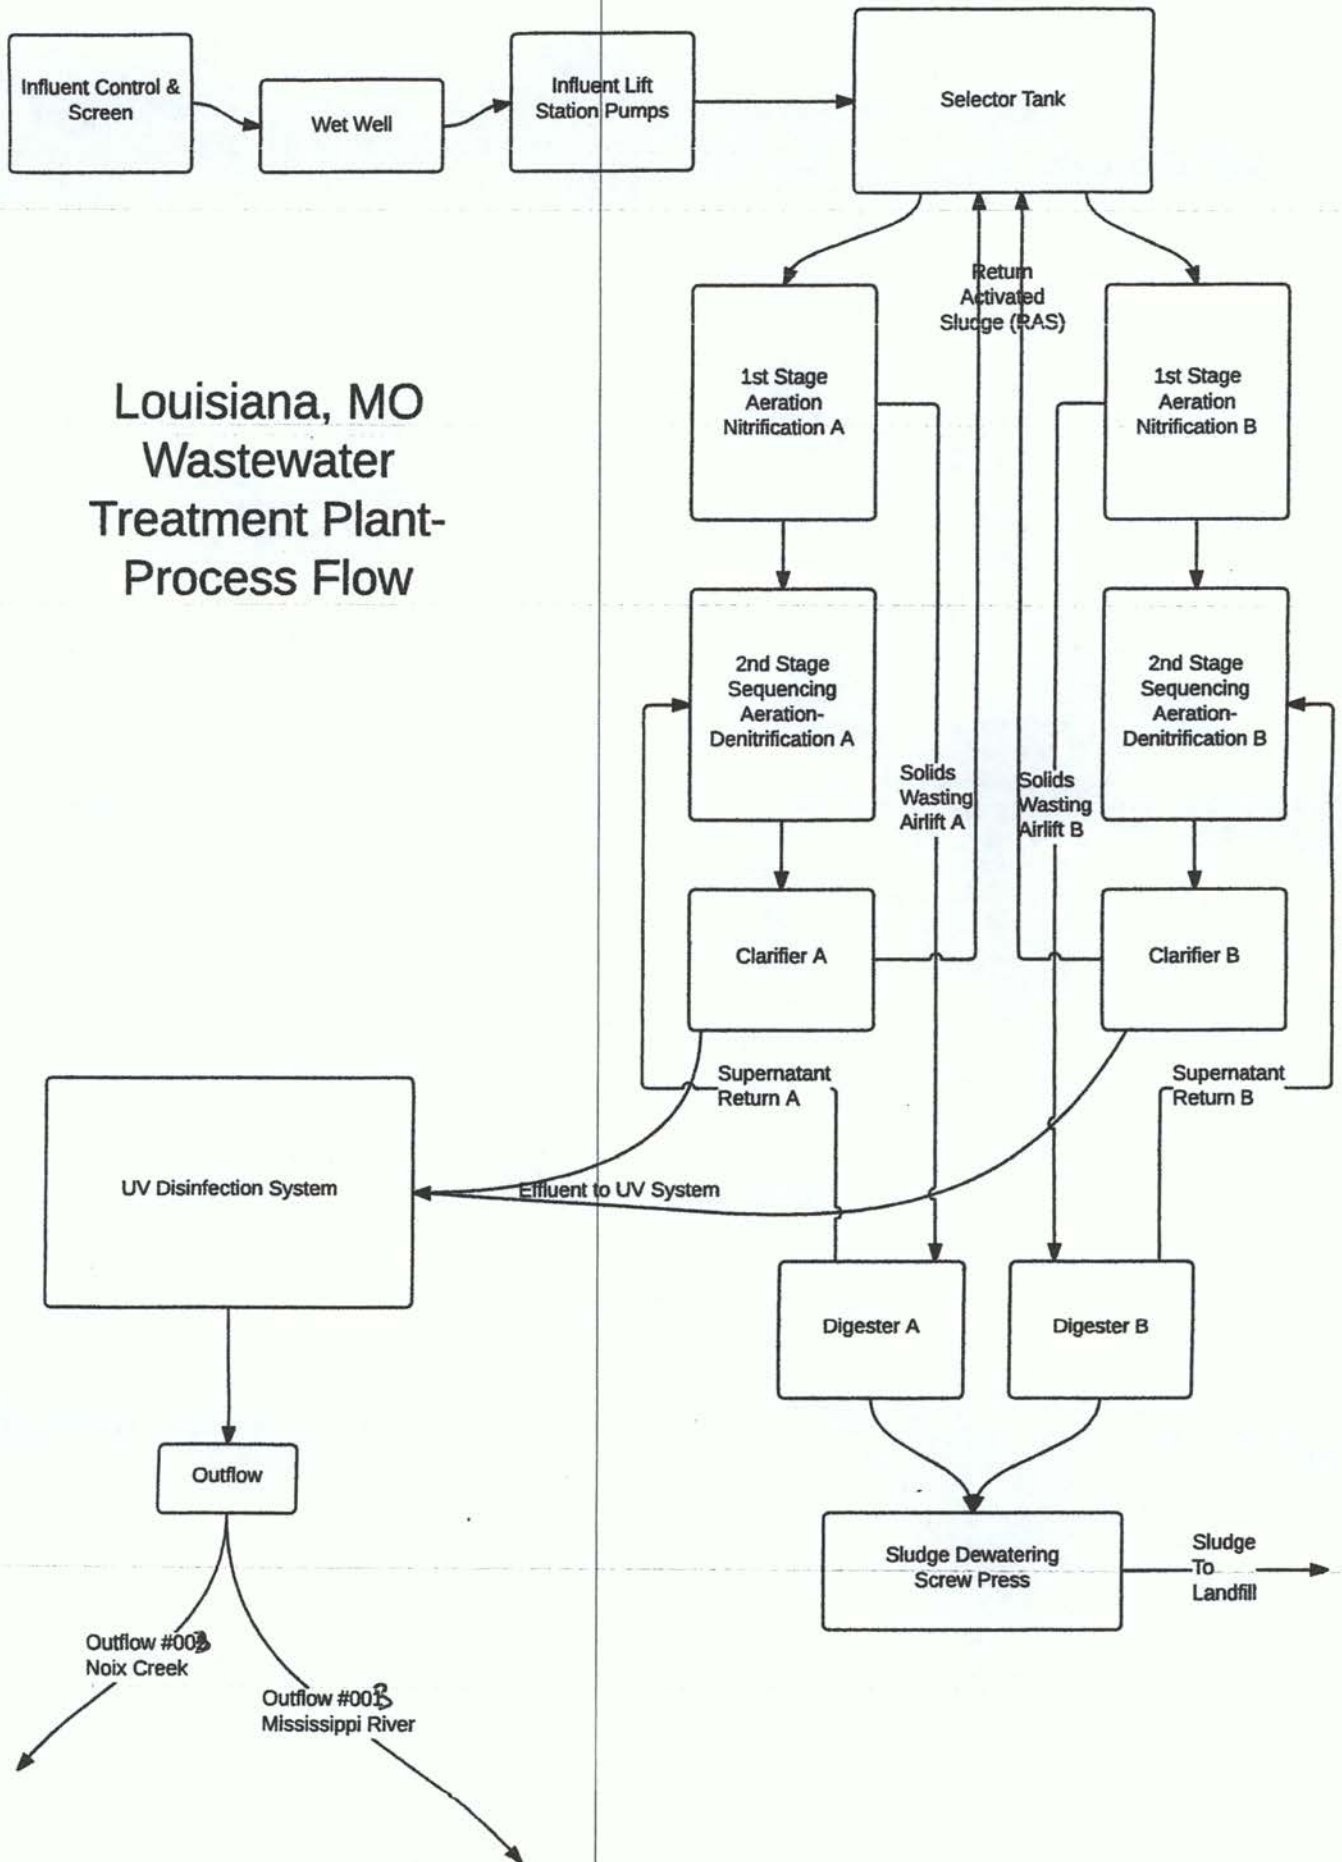 Influent Control &
Screen
Wet Well
Influent Lift
Station Pumps
Selector Tank
Return
Activated
Sludge (RAS)
1st Stage
Aeration
Nitrification A
1st Stage
Aeration
Nitrification B
Louisiana, MO
Wastewater
Treatment Plant-
Process Flow
2nd Stage
Sequencing
Aeration-
Denitrification A
2nd Stage
Sequencing
Aeration-
Denitrification B
Solids
Wasting
Airlift A
Solids
Wasting
Airlift B
Clarifier A
Clarifier B
Supernatant
Return A
Supernatant
Return B
UV Disinfection System
Effluent to UV System
Digester A
Digester B
Outflow
Sludge Dewatering
Screw Press
Sludge
To
Landfill
Outflow
Noix Creek
Outflow
Mississippi River